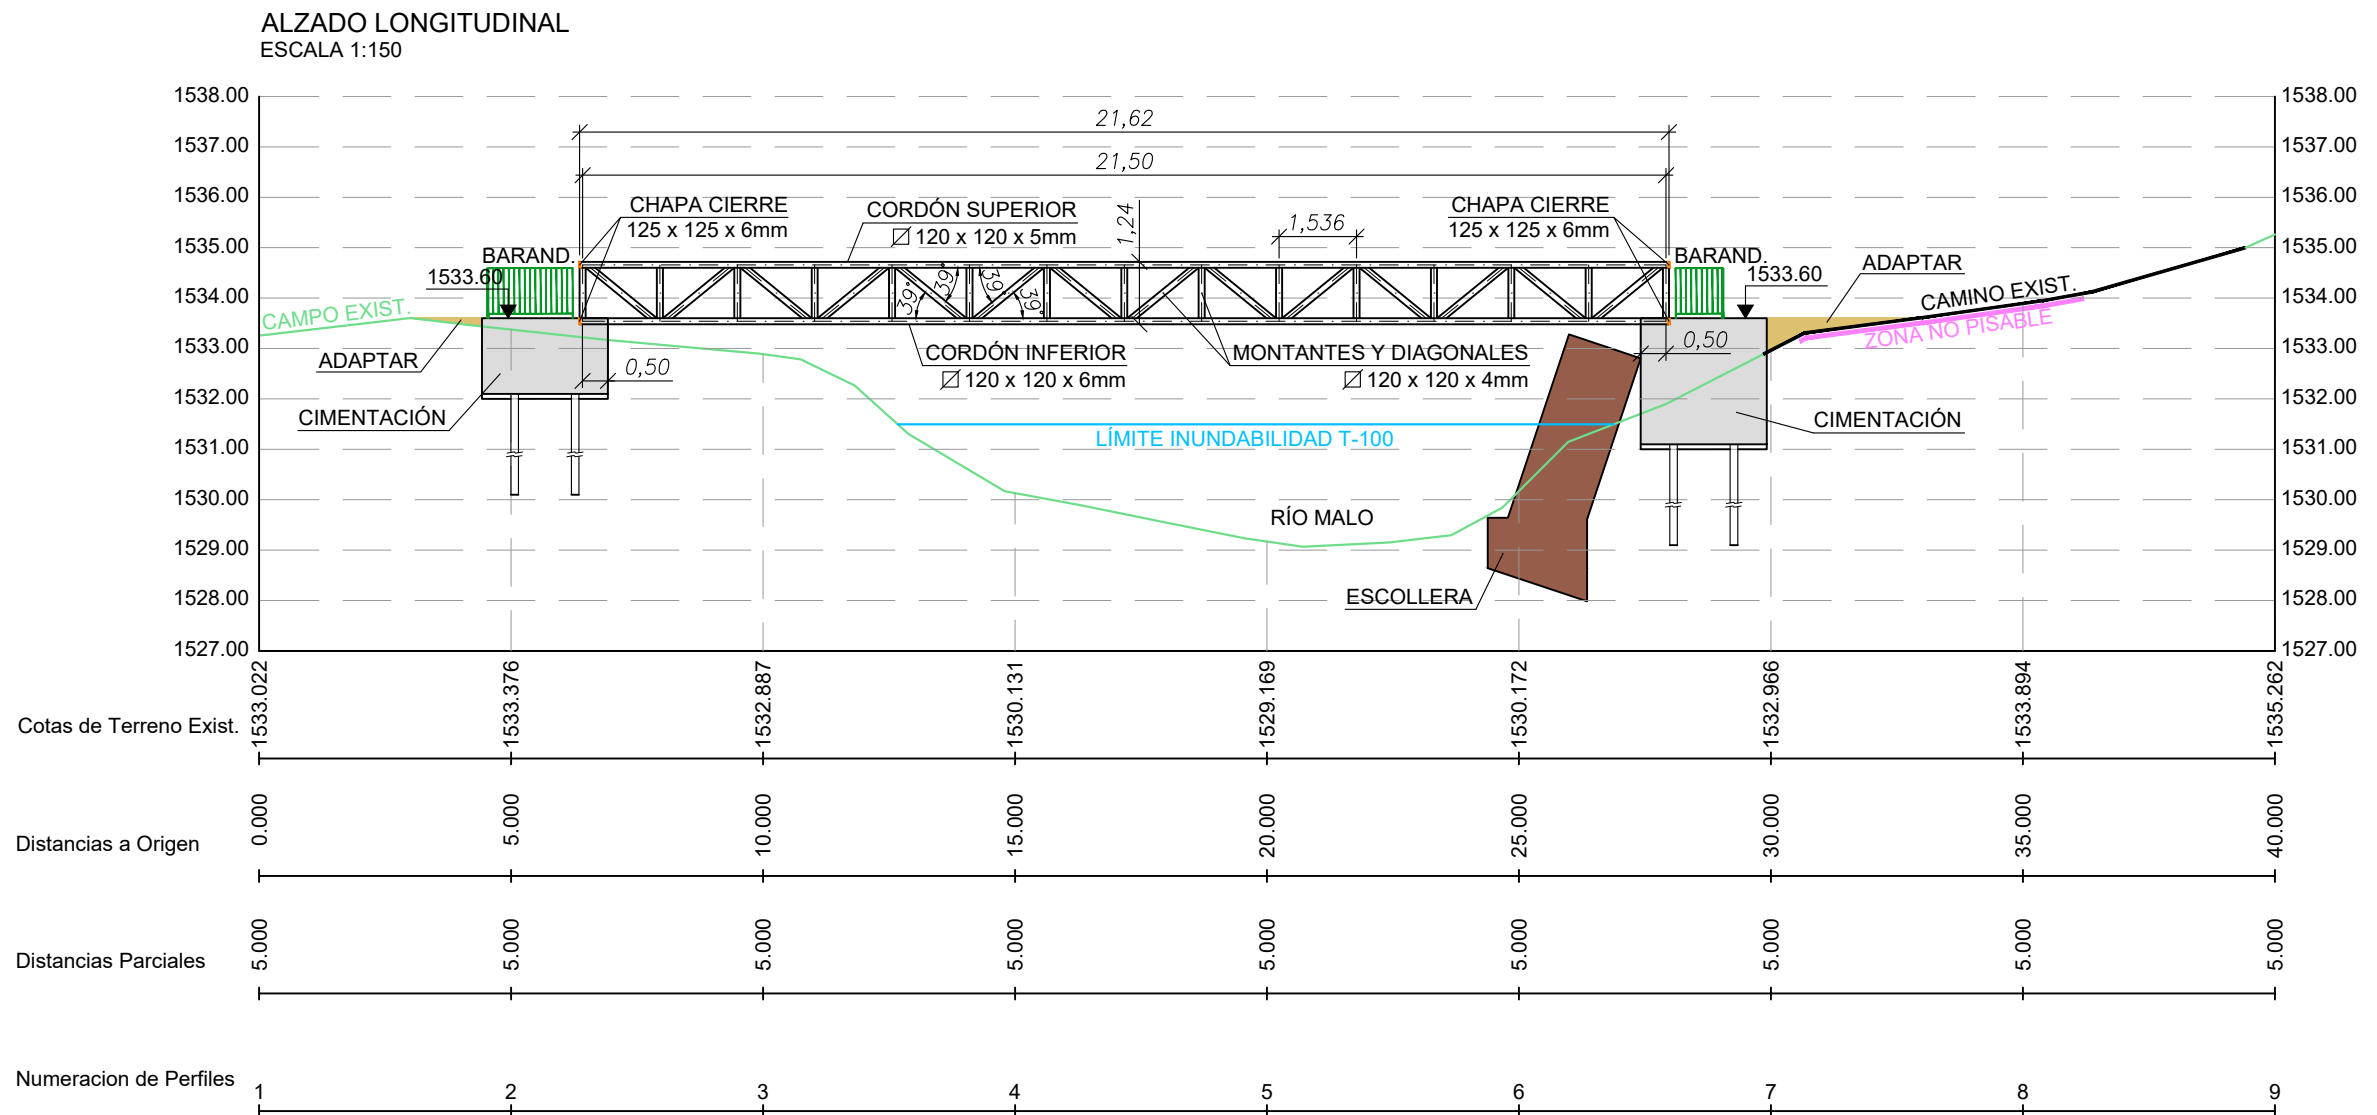 ALZADO LONGITUDINAL
ESCALA 1:150
1538.00 1538.00
21,62
1537.00 1537.00
21,50
1536.00 1536.00
CHAPA CIERRE
125 x 125 x 6mm
CORDÓN SUPERIOR
120 x 120 x 5mm
1,24
1,536
CHAPA CIERRE
125 x 125 x 6mm
1535.00 1535.00
BARAND.
1533.60
BARAND.
1533.60
ADAPTAR
1534.00 1534.00
CAMPO EXIST.
39°
39°
39°
39°
CAMINO EXIST.
ZONA NO PISABLE
1533.00 1533.00
ADAPTAR
0,50
CORDÓN INFERIOR
120 x 120 x 6mm
MONTANTES Y DIAGONALES
120 x 120 x 4mm
0,50
1532.00 1532.00
CIMENTACIÓN
LÍMITE INUNDABILIDAD T-100
CIMENTACIÓN
1531.00 1531.00
1530.00 1530.00
RÍO MALO
1529.00 1529.00
ESCOLLERA
1528.00 1528.00
1527.00 1527.00
Cotas de Terreno Exist. 1533.022 1533.376 1532.887 1530.131 1529.169 1530.172 1532.966 1533.894 1535.262
Distancias a Origen 0.000 5.000 10.000 15.000 20.000 25.000 30.000 35.000 40.000
Distancias Parciales 5.000 5.000 5.000 5.000 5.000 5.000 5.000 5.000 5.000
Numeracion de Perfiles 1 2 3 4 5 6 7 8 9